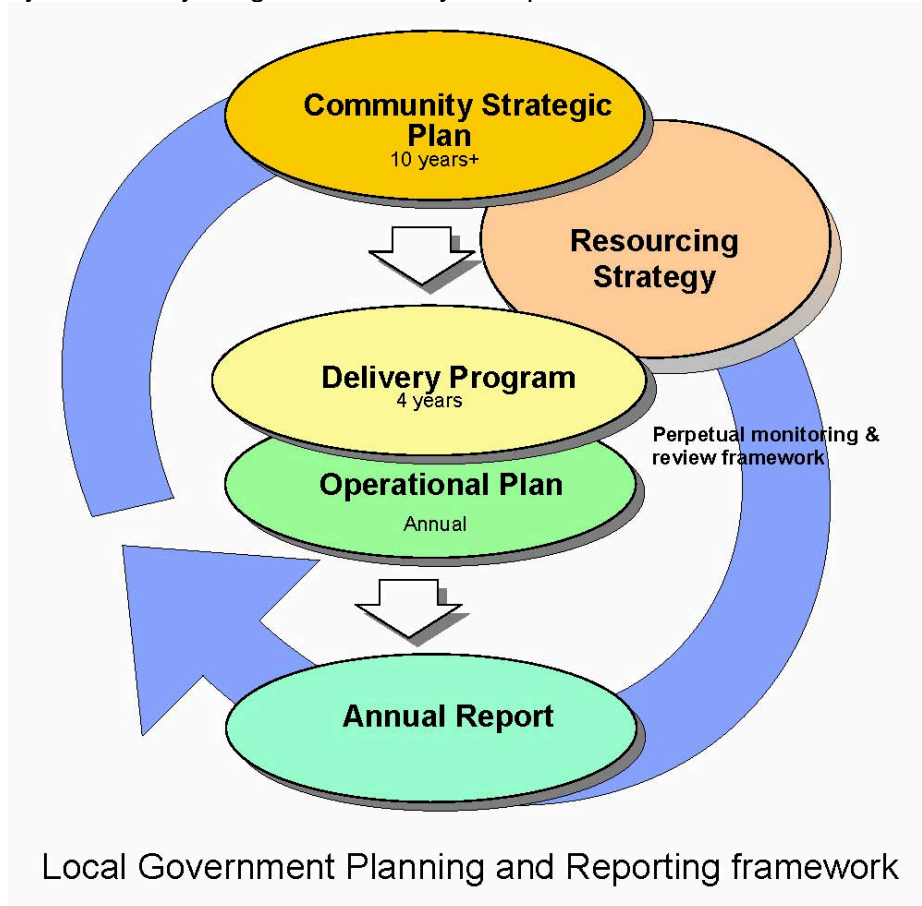 Community Strategic
Plan
10 years+
Resourcing
Strategy
Delivery Program
4 years
Perpetual monitoring &
review framework
Operational Plan
Annual
Annual Report
Local Government Planning and Reporting framework